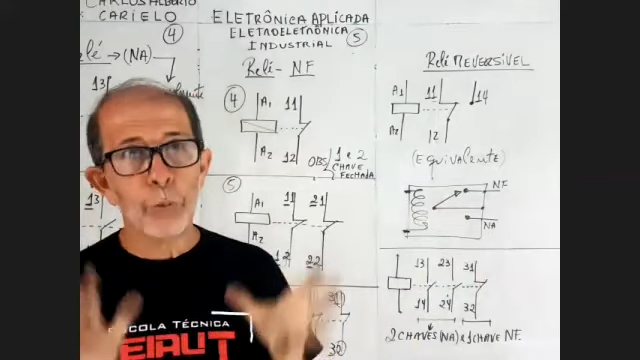 CARLOS ALBERTO
CARIELO
4
Relé → (NA)
13
ELETRÔNICA APLICADA
ELETROELETRÔNICA
INDUSTRIAL
5
Relé - NF
4
A1
11
A2
12
OBS/ 1 e 2
CHAVE
FECHADA
5
A1
11
21
A2
12
22
31
32
Relé REVERSÍVEL
A1
11
14
A2
12
(EQUIVALENTE)
NF
NA
13 23 31
14 24 32
2 CHAVES (NA) e 1 CHAVE NF.
ESCOLA TÉCNICA